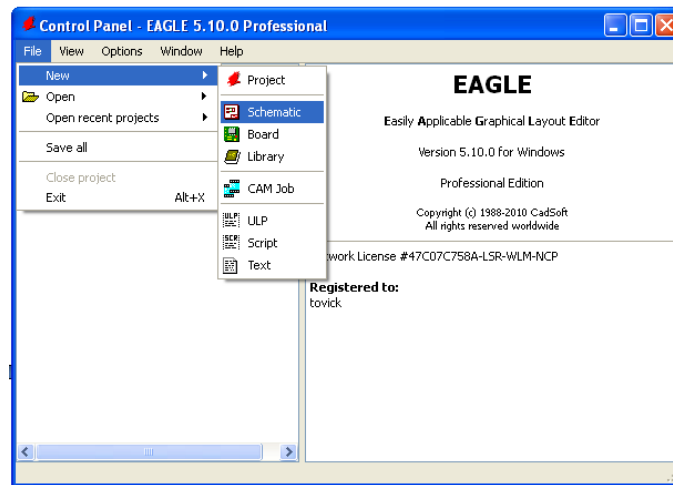 Control Panel - EAGLE 5.10.0 Professional
File View Options Window Help
New
Open
Open recent projects
Save all
Close project
Exit Alt+X
Project
Schematic
Board
Library
CAM Job
ULP
Script
Text
EAGLE
Easily Applicable Graphical Layout Editor
Version 5.10.0 for Windows
Professional Edition
Copyright (c) 1988-2010 CadSoft
All rights reserved worldwide
work License #47C07C758A-LSR-WLM-NCP
Registered to:
tovick